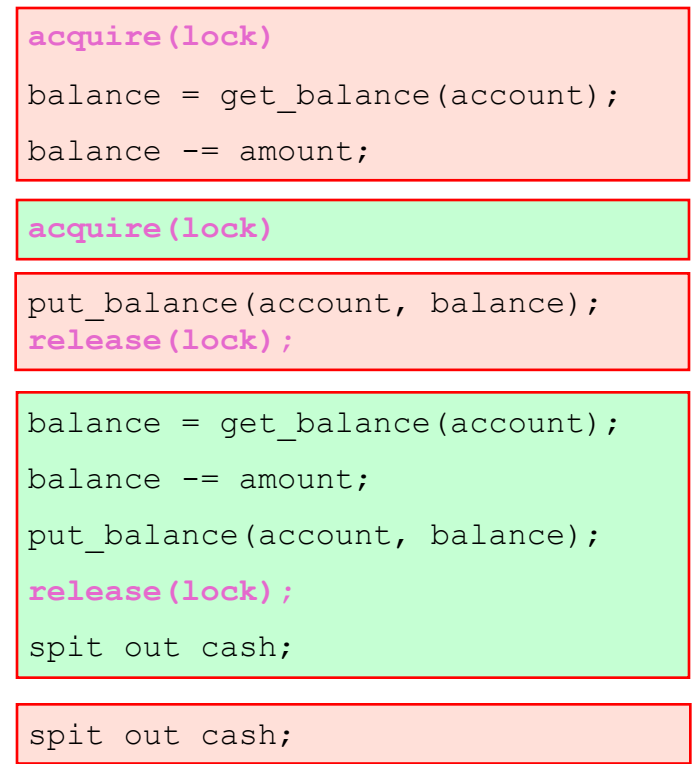 acquire(lock)
balance = get_balance(account);
balance -= amount;
acquire(lock)
put_balance(account, balance);
release(lock);
balance = get_balance(account);
balance -= amount;
put_balance(account, balance);
release(lock);
spit out cash;
spit out cash;